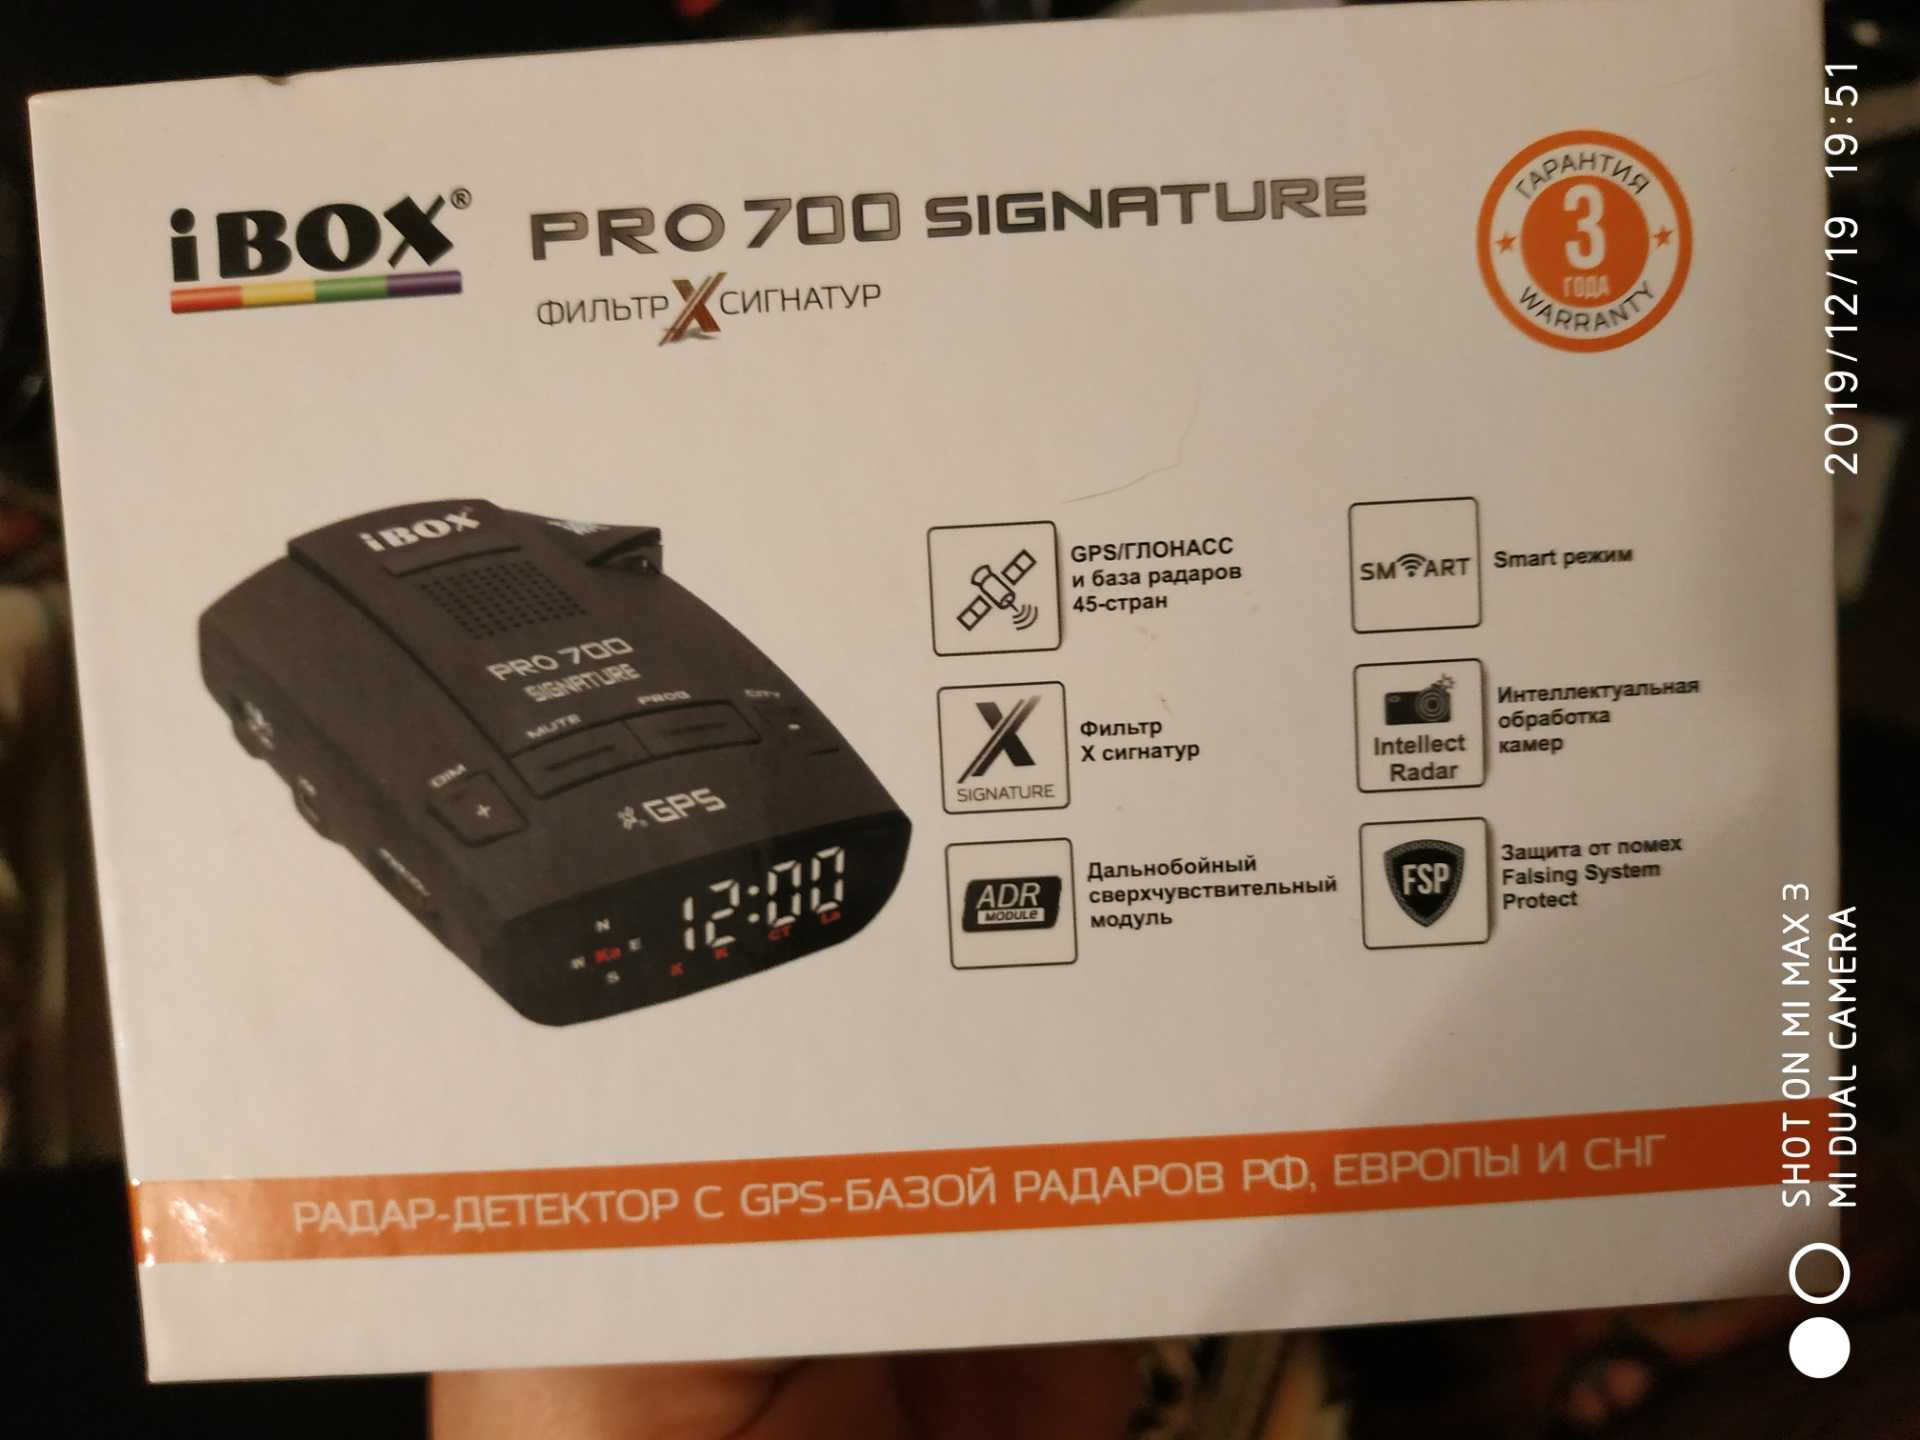 iBOX®
PRO 700 SIGNATURE
ФИЛЬТР X СИГНАТУР
ГАРАНТИЯ
3
ГОДА
WARRANTY
iBOX
PRO 700
SIGNATURE
MUTE
PROG
CITY
-
DIM
+
GPS
12:00
N
W Ka E
S
X
K
CT
La
GPS/ГЛОНАСС
и база радаров
45-стран
X
SIGNATURE
Фильтр
X сигнатур
ADR
MODULE
Дальнобойный
сверхчувствительный
модуль
SMART
Smart режим
Intellect
Radar
Интеллектуальная
обработка
камер
FSP
Защита от помех
Falsing System
Protect
РАДАР-ДЕТЕКТОР С GPS-БАЗОЙ РАДАРОВ РФ, ЕВРОПЫ И СНГ
2019/12/19 19:51
SHOT ON MI MAX 3
MI DUAL CAMERA